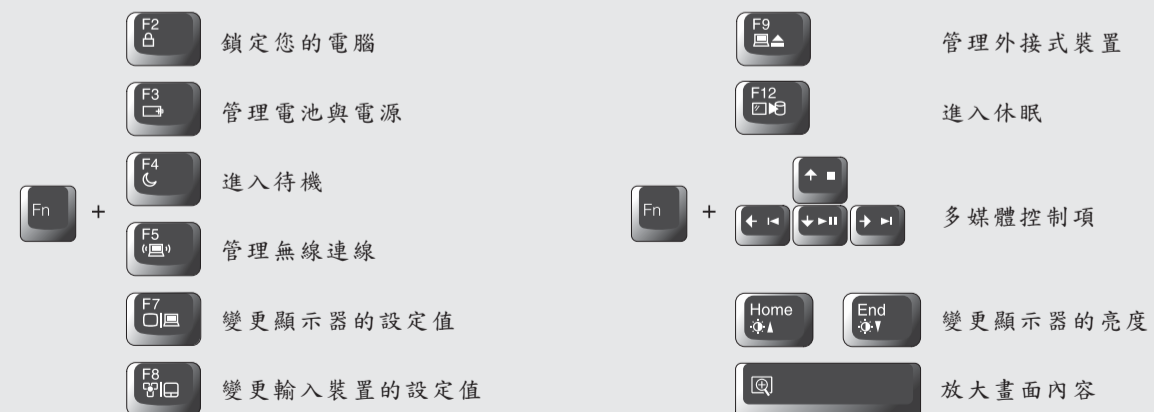 F2 鎖定您的電腦
F3 管理電池與電源
F4 進入待機
Fn +
F5 管理無線連線
F7 變更顯示器的設定值
F8 變更輸入裝置的設定值
F9 管理外接式裝置
F12 進入休眠
Fn + 多媒體控制項
Home End 變更顯示器的亮度
放大畫面內容